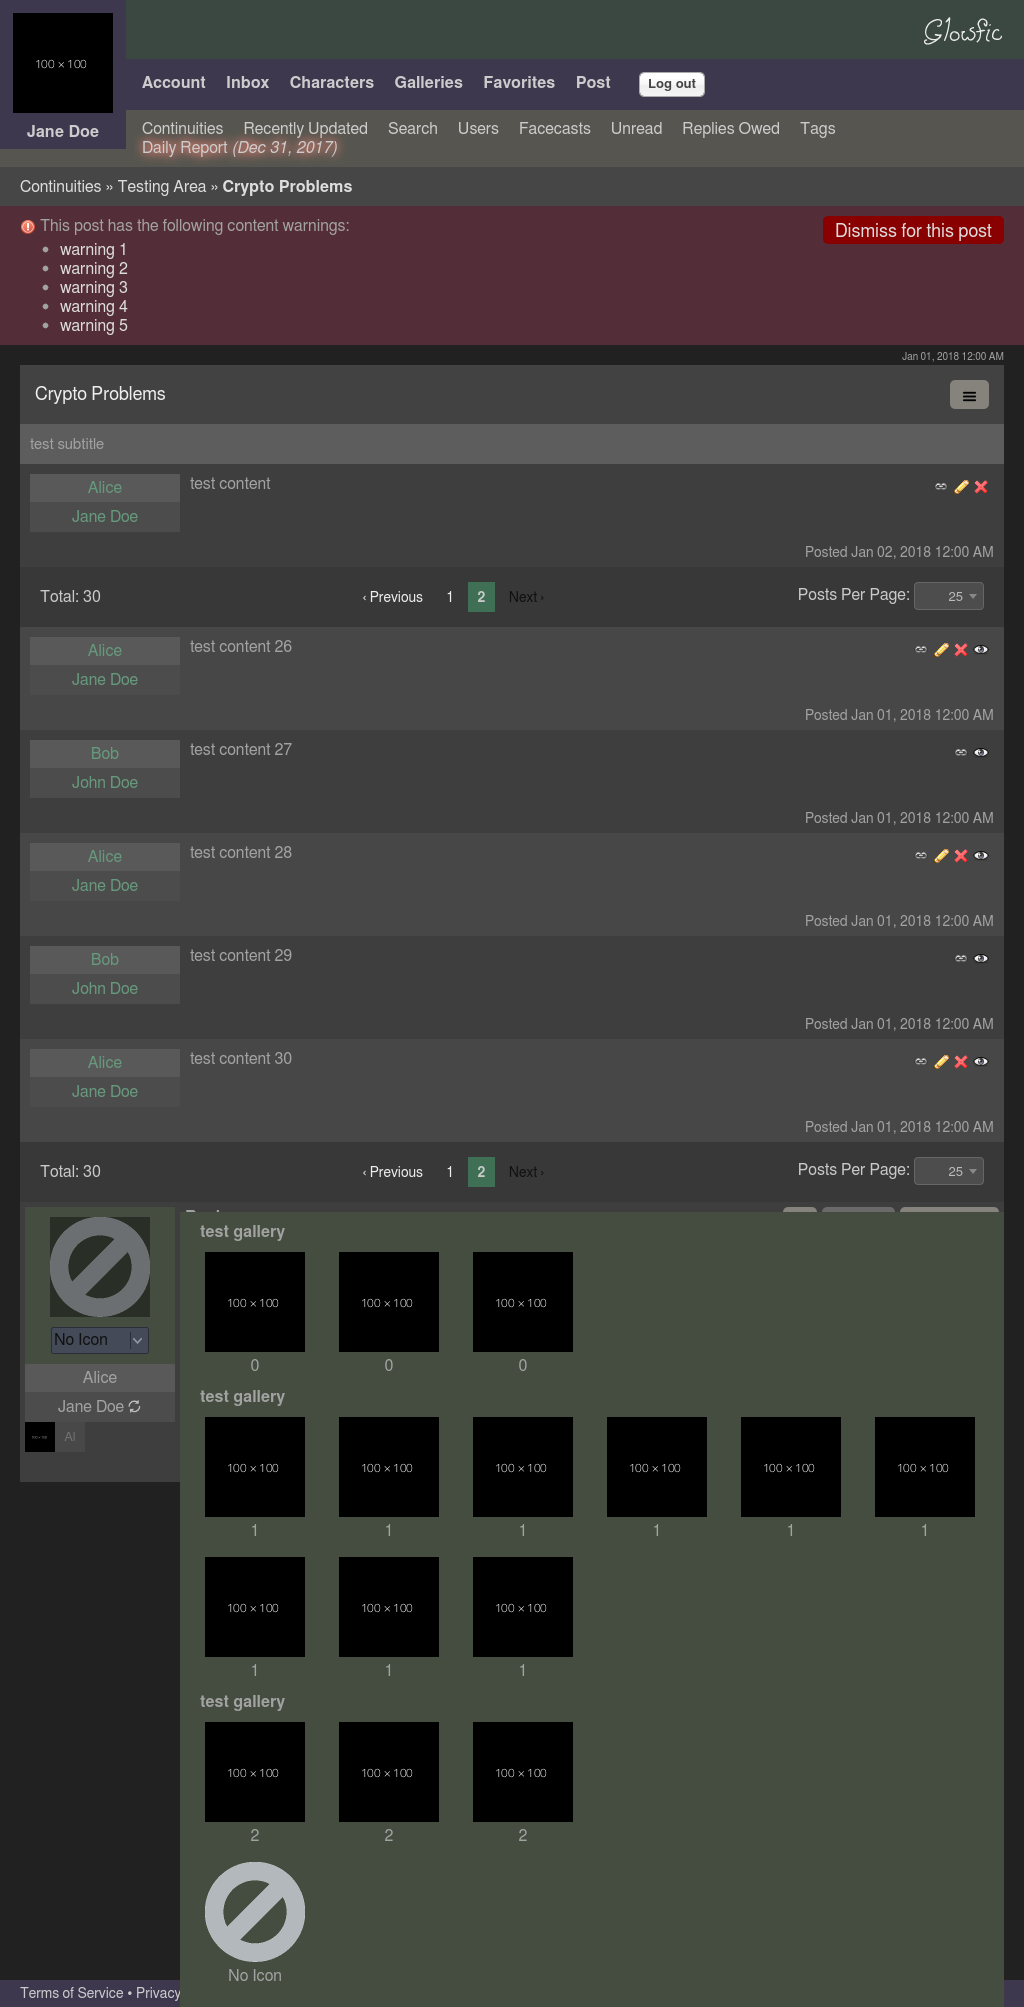 100 × 100
Glowfic
Account Inbox Characters Galleries Favorites Post Log out
Jane Doe
Continuities Recently Updated Search Users Facecasts Unread Replies Owed Tags
Daily Report (Dec 31, 2017)
Continuities » Testing Area » Crypto Problems
This post has the following content warnings:
Dismiss for this post
• warning 1
• warning 2
• warning 3
• warning 4
• warning 5
Jan 01, 2018 12:00 AM
Crypto Problems
test subtitle
Alice
test content
Jane Doe
Posted Jan 02, 2018 12:00 AM
Total: 30 ‹ Previous 1 2 Next › Posts Per Page: 25
Alice
test content 26
Jane Doe
Posted Jan 01, 2018 12:00 AM
Bob
test content 27
John Doe
Posted Jan 01, 2018 12:00 AM
Alice
test content 28
Jane Doe
Posted Jan 01, 2018 12:00 AM
Bob
test content 29
John Doe
Posted Jan 01, 2018 12:00 AM
Alice
test content 30
Jane Doe
Posted Jan 01, 2018 12:00 AM
Total: 30 ‹ Previous 1 2 Next › Posts Per Page: 25
No Icon
Alice
Jane Doe
100 × 100 Al
test gallery
100 × 100 100 × 100 100 × 100
0 0 0
test gallery
100 × 100 100 × 100 100 × 100 100 × 100 100 × 100 100 × 100
1 1 1 1 1 1
100 × 100 100 × 100 100 × 100
1 1 1
test gallery
100 × 100 100 × 100 100 × 100
2 2 2
No Icon
Terms of Service • Privacy